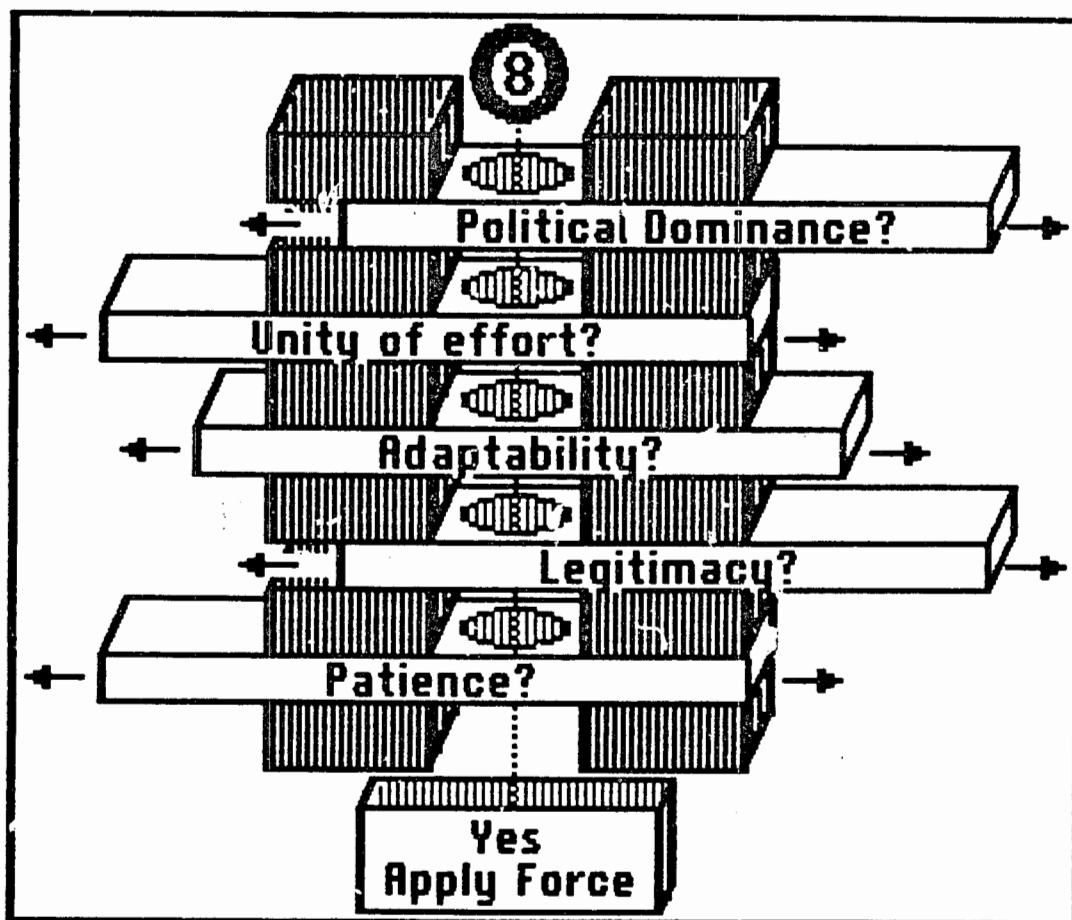 8
Political Dominance?
Unity of effort?
Adaptability?
Legitimacy?
Patience?
Yes
Apply Force